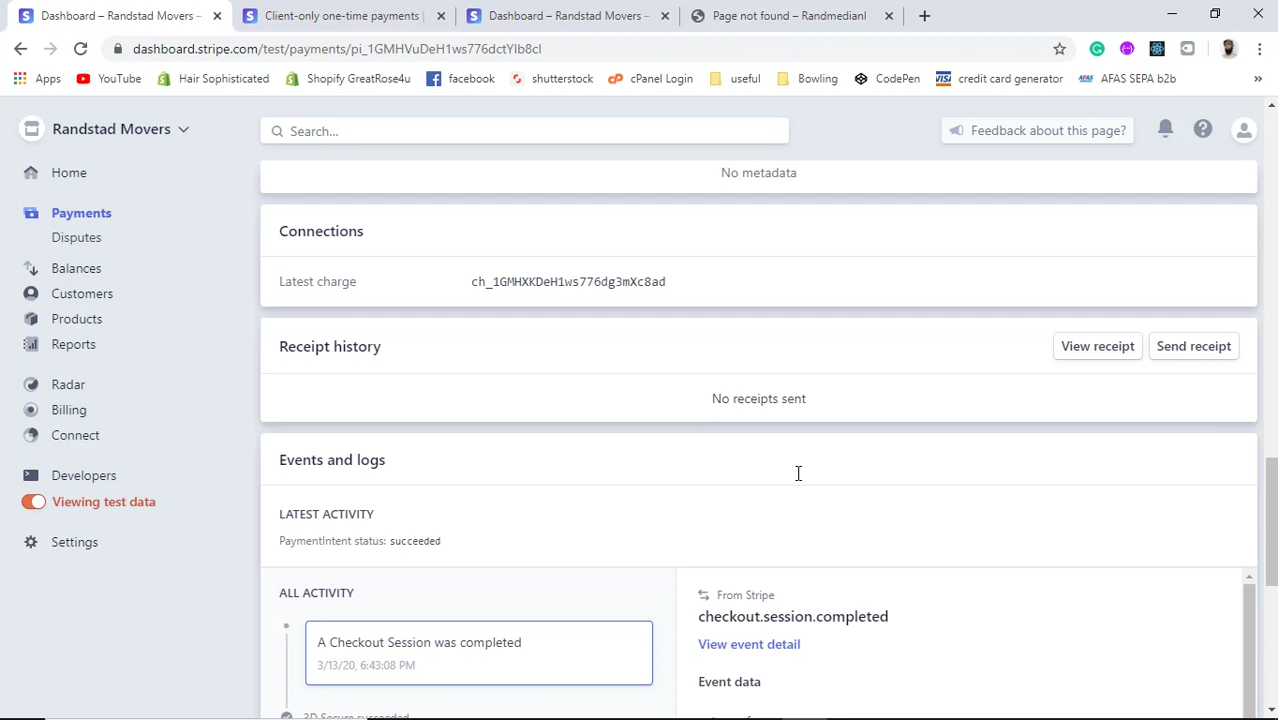 Dashboard – Randstad Movers –
Client-only one-time payments |
Dashboard – Randstad Movers –
Page not found – Randmedianl
dashboard.stripe.com/test/payments/pi_1GMHVuDeH1ws776dctYlb8cl
Apps
YouTube
Hair Sophisticated
Shopify GreatRose4u
facebook
shutterstock
cPanel Login
useful
Bowling
CodePen
VISA
credit card generator
AFAS
AFAS SEPA b2b
»
Randstad Movers
Search...
Feedback about this page?
Home
Payments
Disputes
Balances
Customers
Products
Reports
Radar
Billing
Connect
Developers
Viewing test data
Settings
No metadata
Connections
Latest charge
ch_1GMHXKDeH1ws776dg3mXc8ad
Receipt history
View receipt
Send receipt
No receipts sent
Events and logs
LATEST ACTIVITY
PaymentIntent status: succeeded
ALL ACTIVITY
A Checkout Session was completed
3/13/20, 6:43:08 PM
3D Secure succeeded
From Stripe
checkout.session.completed
View event detail
Event data